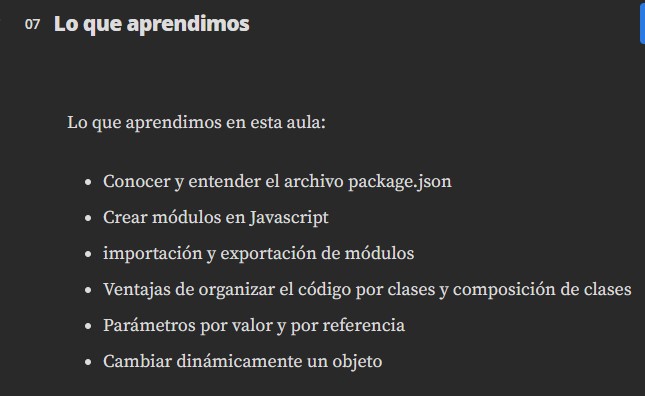 07 Lo que aprendimos
Lo que aprendimos en esta aula:
• Conocer y entender el archivo package.json
• Crear módulos en Javascript
• importación y exportación de módulos
• Ventajas de organizar el código por clases y composición de clases
• Parámetros por valor y por referencia
• Cambiar dinámicamente un objeto